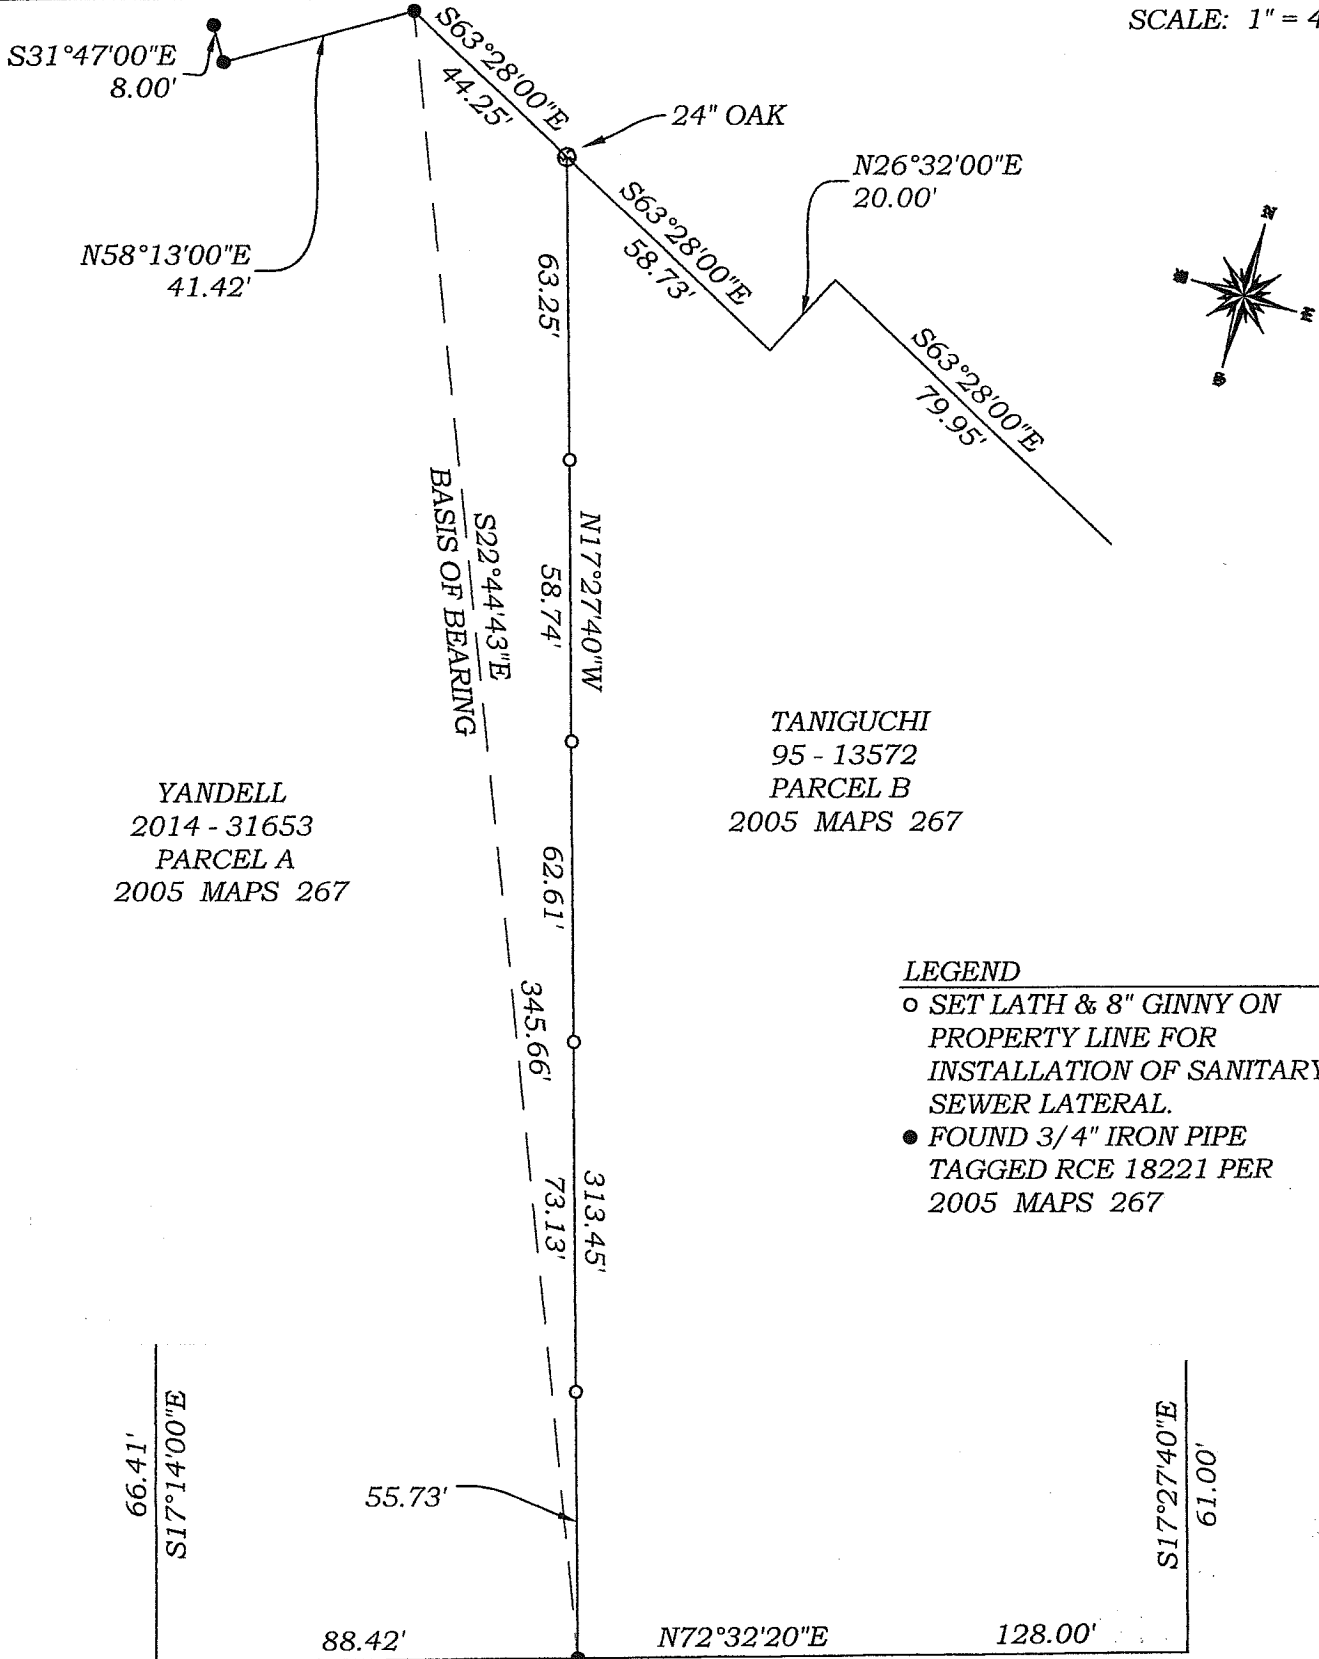 SCALE: 1" = 4
S31°47'00"E
8.00'
S63°28'00"E
44.25'
24" OAK
N26°32'00"E
20.00'
N58°13'00"E
41.42'
S63°28'00"E
58.73'
63.25'
N
W
E
S
S63°28'00"E
79.95'
BASIS OF BEARING
S22°44'43"E
345.66'
N17°27'40"W
58.74'
TANIGUCHI
95 - 13572
PARCEL B
2005 MAPS 267
YANDELL
2014 - 31653
PARCEL A
2005 MAPS 267
62.61'
LEGEND
SET LATH & 8" GINNY ON
PROPERTY LINE FOR
INSTALLATION OF SANITARY
SEWER LATERAL.
FOUND 3/4" IRON PIPE
TAGGED RCE 18221 PER
2005 MAPS 267
73.13'
313.45'
66.41'
S17°14'00"E
55.73'
S17°27'40"E
61.00'
88.42'
N72°32'20"E
128.00'